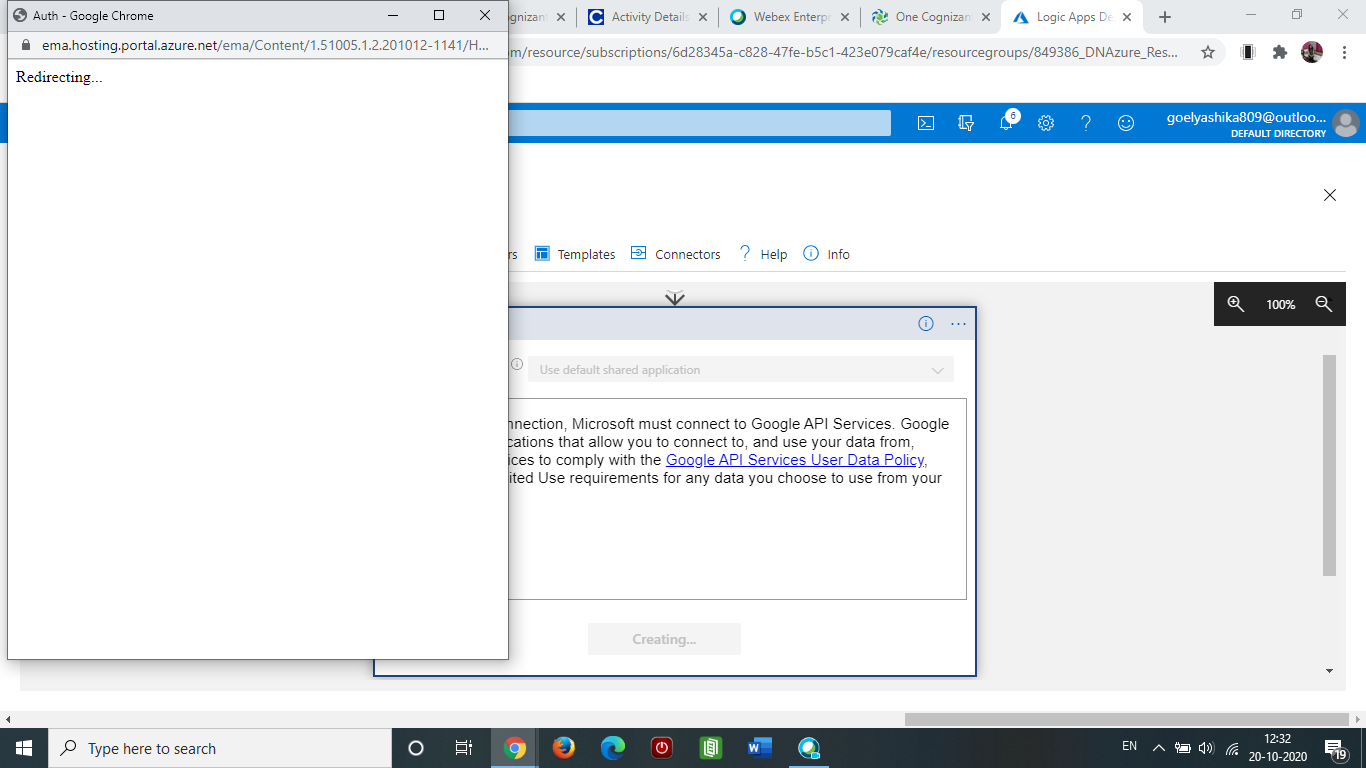 Auth - Google Chrome
ognizant
Activity Details
Webex Enterpr
One Cognizan
Logic Apps De
ema.hosting.portal.azure.net/ema/Content/1.51005.1.2.201012-1141/H...
om/resource/subscriptions/6d28345a-c828-47fe-b5c1-423e079caf4e/resourcegroups/849386_DNAzure_Res...
Redirecting...
6
goelyashika809@outloo...
DEFAULT DIRECTORY
rs
Templates
Connectors
Help
Info
100%
Use default shared application
nnection, Microsoft must connect to Google API Services. Google
cations that allow you to connect to, and use your data from,
ices to comply with the Google API Services User Data Policy,
ited Use requirements for any data you choose to use from your
Creating...
Type here to search
EN
12:32
20-10-2020
19